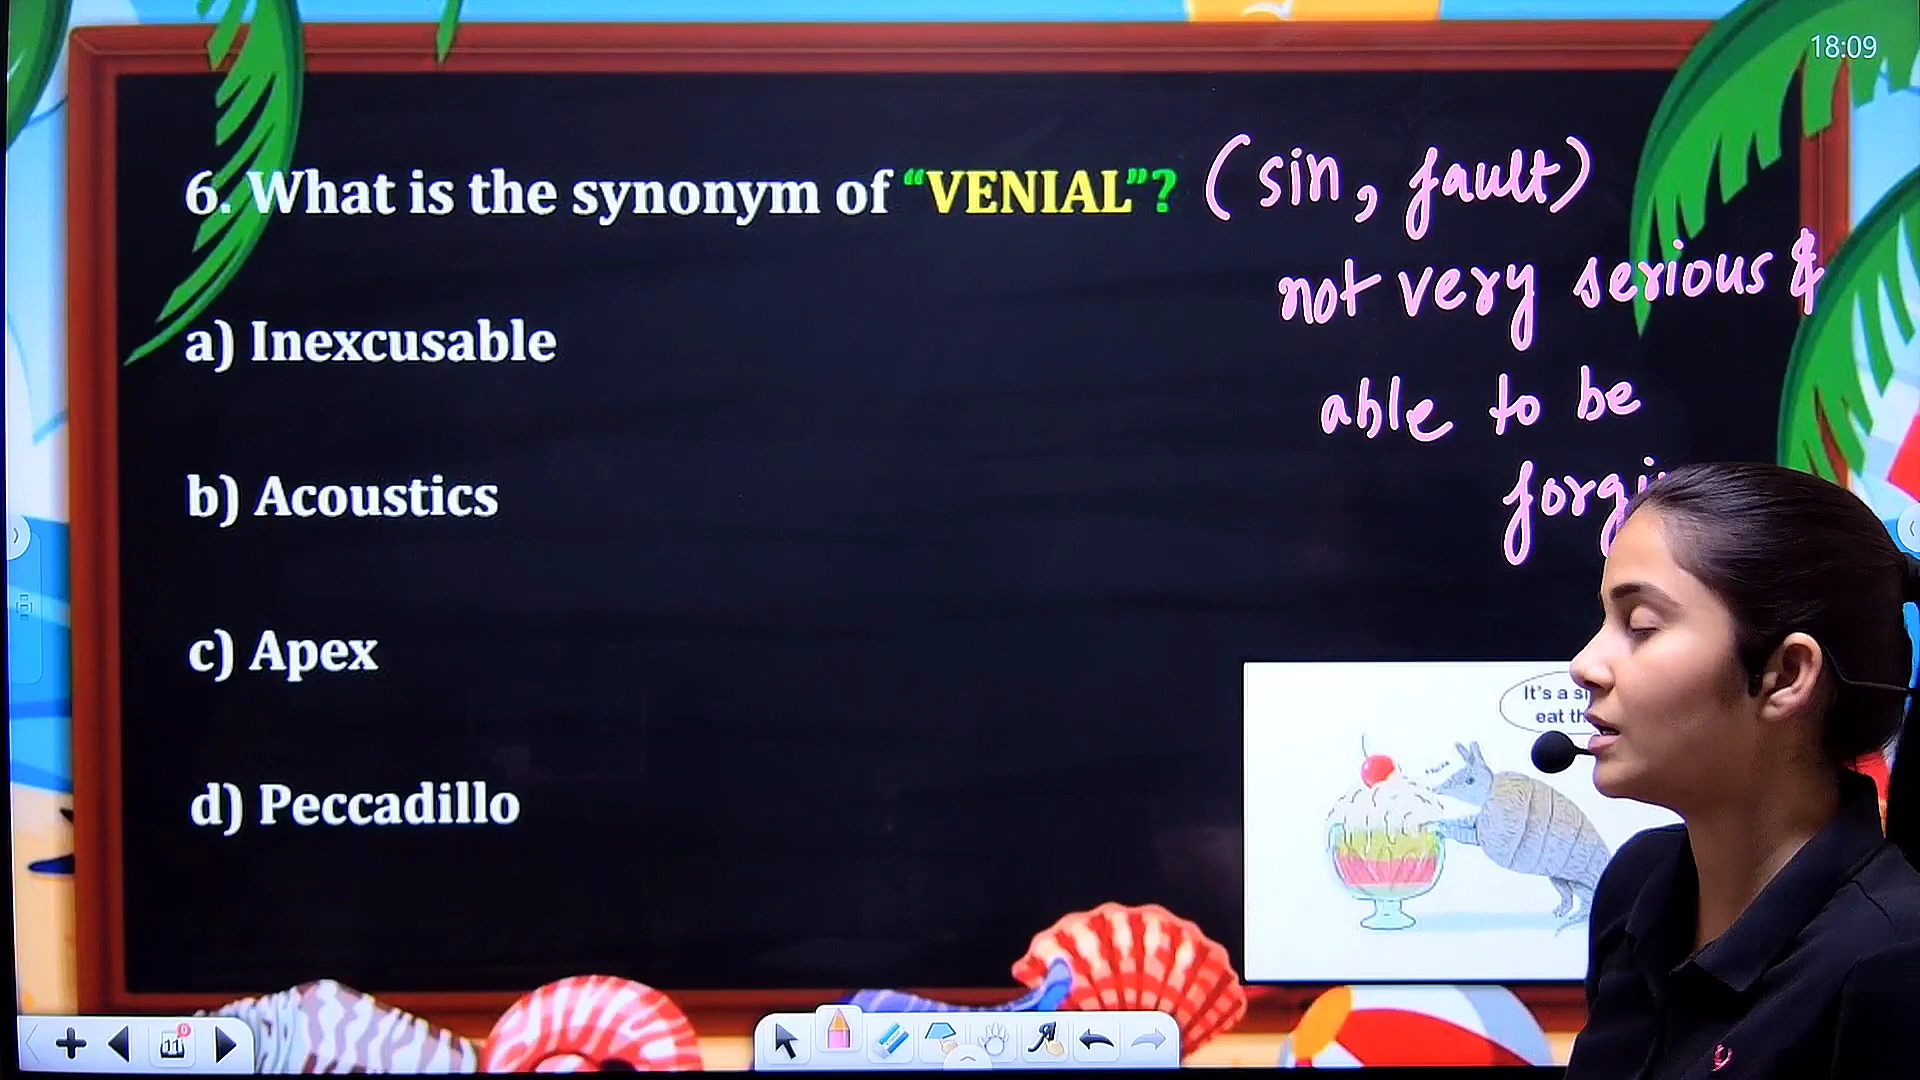 18:09
6. What is the synonym of “VENIAL”? (sin, fault)
not very serious &
able to be
a) Inexcusable
b) Acoustics
c) Apex
d) Peccadillo
It's a
eat
11